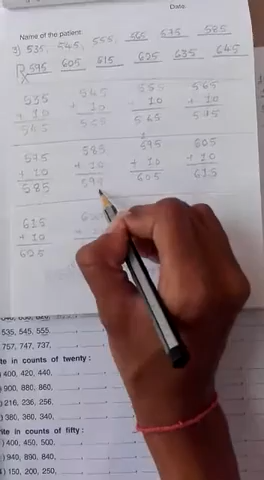 Date:
Name of the patient:
3) 535, 545, 555, 565 575 585
595 605 615 625 635 645
535 545 555 565
+ 10 + 10 + 10 + 10
545 555 565 575
575 585 595 605
+ 10 + 10 + 10 + 10
585 595 605 615
615
+ 10
625
535, 545, 555
757, 747, 737,
te in counts of twenty :
400, 420, 440,
900, 880, 860,
216, 236, 256,
380, 360, 340,
rite in counts of fifty :
) 400, 450, 500,
) 940, 890, 840,
) 150, 200, 250,